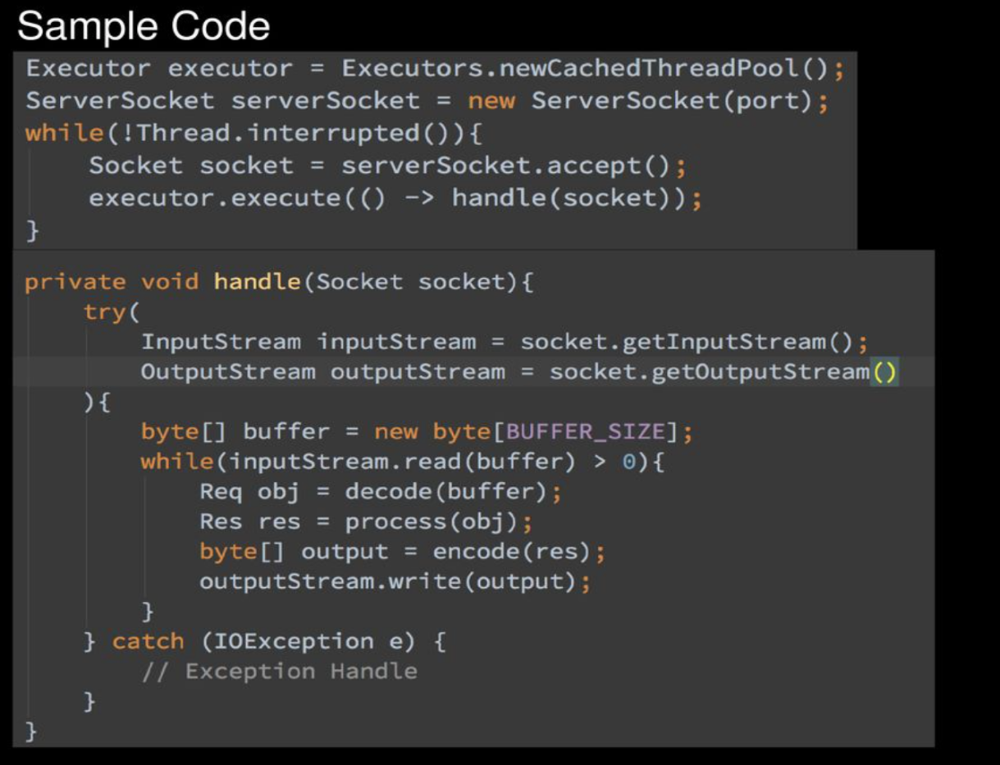 Sample Code
Executor executor = Executors.newCachedThreadPool();
ServerSocket serverSocket = new ServerSocket(port);
while(!Thread.interrupted()){
    Socket socket = serverSocket.accept();
    executor.execute(() -> handle(socket));
}
private void handle(Socket socket){
    try(
        InputStream inputStream = socket.getInputStream();
        OutputStream outputStream = socket.getOutputStream()
    ){
        byte[] buffer = new byte[BUFFER_SIZE];
        while(inputStream.read(buffer) > 0){
            Req obj = decode(buffer);
            Res res = process(obj);
            byte[] output = encode(res);
            outputStream.write(output);
        }
    } catch (IOException e) {
        // Exception Handle
    }
}